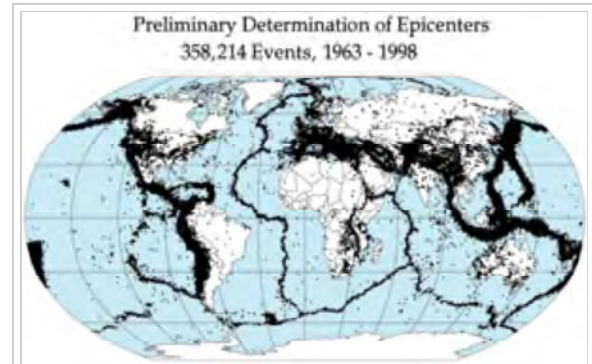 Preliminary Determination of Epicenters
358,214 Events, 1963 - 1998